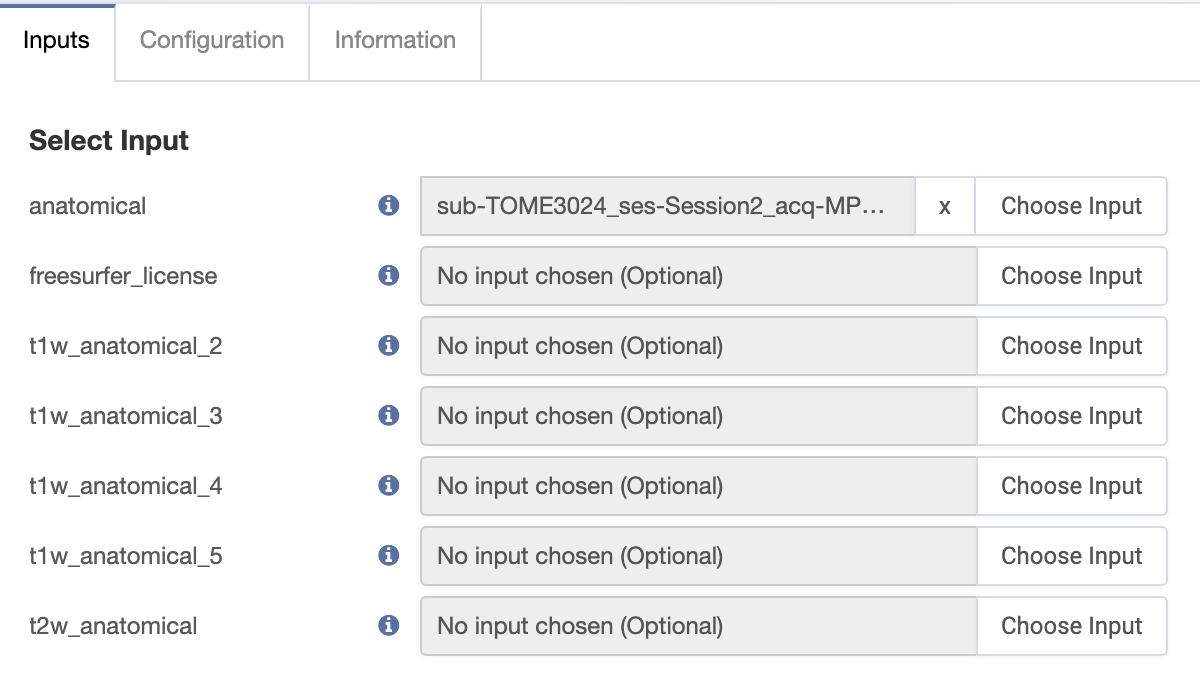 Inputs Configuration Information
Select Input
anatomical sub-TOME3024_ses-Session2_acq-MP... x Choose Input
freesurfer_license No input chosen (Optional) Choose Input
t1w_anatomical_2 No input chosen (Optional) Choose Input
t1w_anatomical_3 No input chosen (Optional) Choose Input
t1w_anatomical_4 No input chosen (Optional) Choose Input
t1w_anatomical_5 No input chosen (Optional) Choose Input
t2w_anatomical No input chosen (Optional) Choose Input